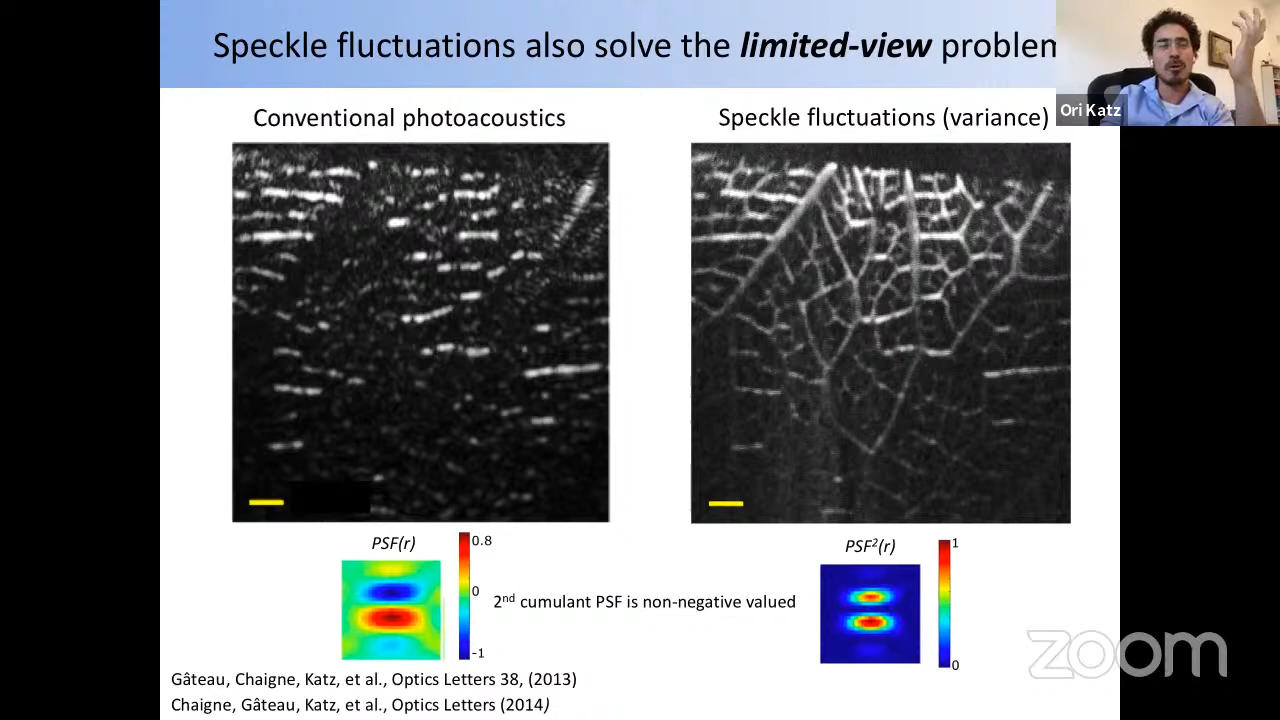 Speckle fluctuations also solve the limited-view problem
Ori Katz
Conventional photoacoustics
Speckle fluctuations (variance)
PSF(r)
0.8
0
-1
2nd cumulant PSF is non-negative valued
PSF²(r)
1
0
zoom
Gâteau, Chaigne, Katz, et al., Optics Letters 38, (2013)
Chaigne, Gâteau, Katz, et al., Optics Letters (2014)